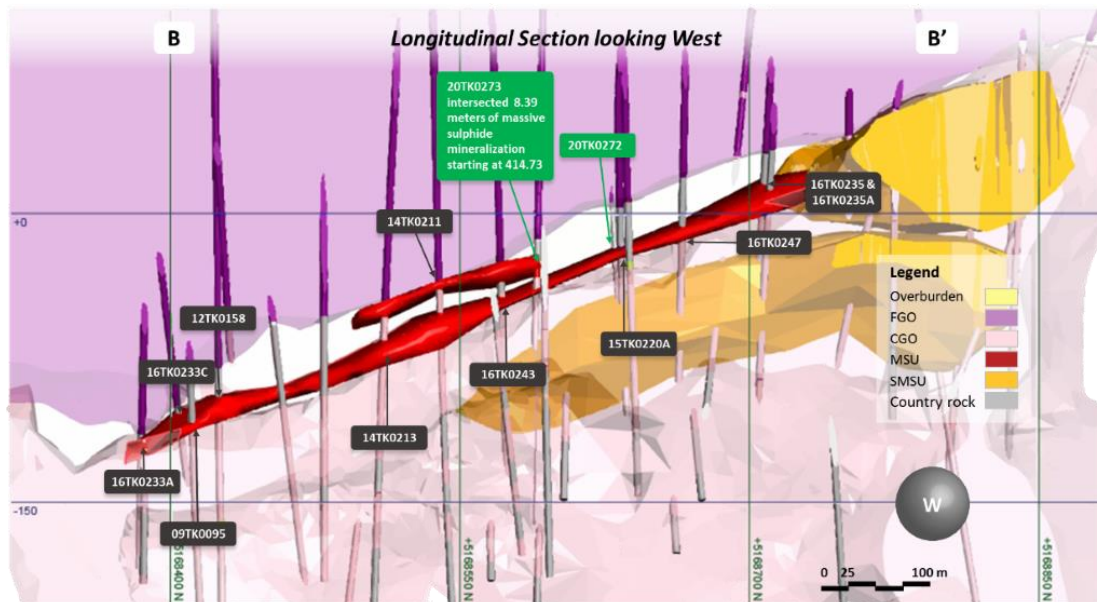 B
Longitudinal Section looking West
B’
20TK0273
intersected 8.39
meters of massive
sulphide
mineralization
starting at 414.73
20TK0272
14TK0211
16TK0235 &
16TK0235A
+0
16TK0247
12TK0158
15TK0220A
16TK0233C
16TK0243
14TK0213
16TK0233A
09TK0095
-150
Legend
Overburden
FGO
CGO
MSU
SMSU
Country rock
W
+5168400 N
+5168550 N
+5168700 N
+5168850 N
0 25 100 m